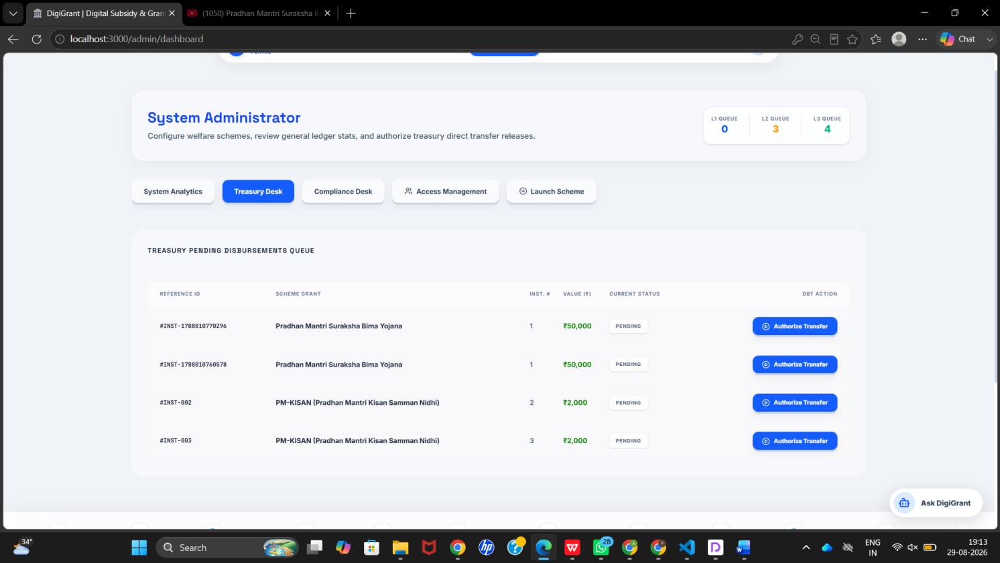 DigiGrant | Digital Subsidy & Grant
(1050) Pradhan Mantri Suraksha B
localhost:3000/admin/dashboard
Chat
System Administrator
Configure welfare schemes, review general ledger stats, and authorize treasury direct transfer releases.
L1 QUEUE L2 QUEUE L3 QUEUE
0 3 4
System Analytics Treasury Desk Compliance Desk Access Management Launch Scheme
TREASURY PENDING DISBURSEMENTS QUEUE
REFERENCE ID SCHEME GRANT INST. # VALUE (₹) CURRENT STATUS DBT ACTION
#INST-1788010770296 Pradhan Mantri Suraksha Bima Yojana 1 ₹50,000 PENDING Authorize Transfer
#INST-1788010760578 Pradhan Mantri Suraksha Bima Yojana 1 ₹50,000 PENDING Authorize Transfer
#INST-002 PM-KISAN (Pradhan Mantri Kisan Samman Nidhi) 2 ₹2,000 PENDING Authorize Transfer
#INST-003 PM-KISAN (Pradhan Mantri Kisan Samman Nidhi) 3 ₹2,000 PENDING Authorize Transfer
Ask DigiGrant
34°
Search
28
ENG
IN
19:13
29-08-2026